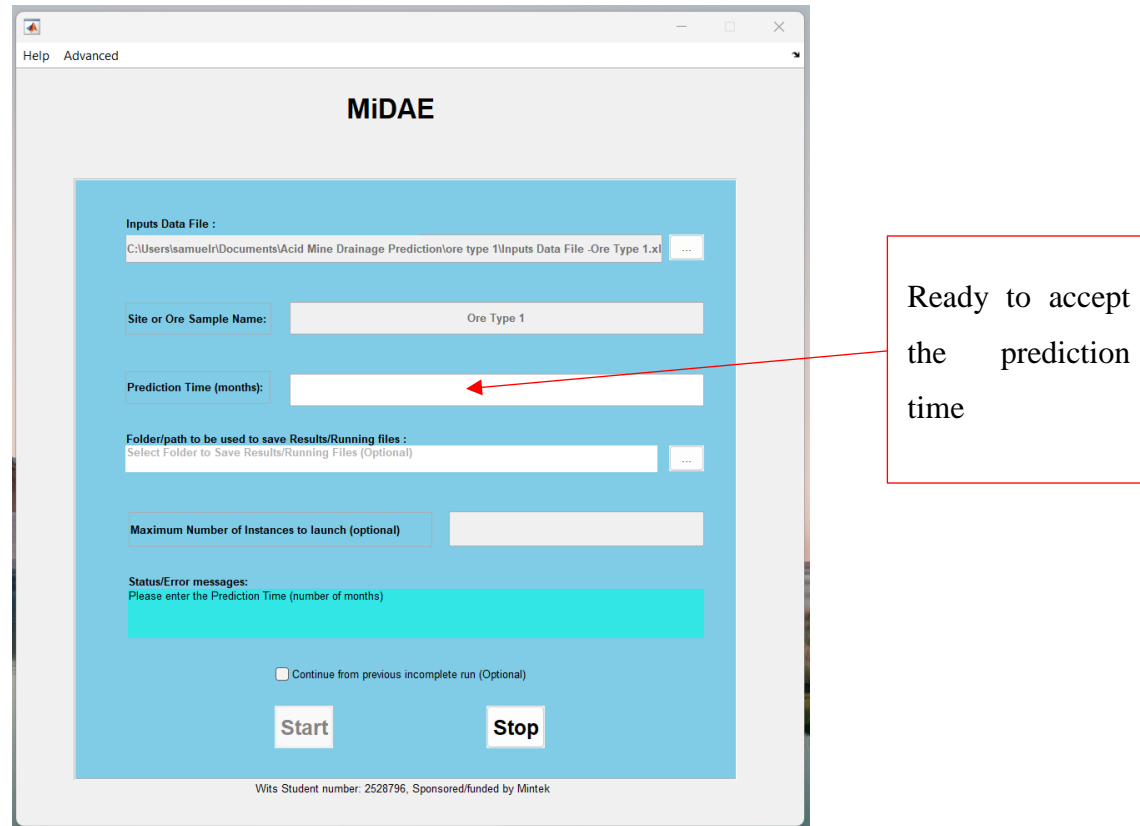 Help Advanced
MiDAE
Inputs Data File :
C:\Users\samuelr\Documents\Acid Mine Drainage Prediction\ore type 1\Inputs Data File -Ore Type 1.xl
...
Site or Ore Sample Name:
Ore Type 1
Prediction Time (months):
Folder/path to be used to save Results/Running files :
Select Folder to Save Results/Running Files (Optional)
...
Maximum Number of Instances to launch (optional)
Status/Error messages:
Please enter the Prediction Time (number of months)
Continue from previous incomplete run (Optional)
Start
Stop
Wits Student number: 2528796, Sponsored/funded by Mintek
Ready to accept
the prediction
time